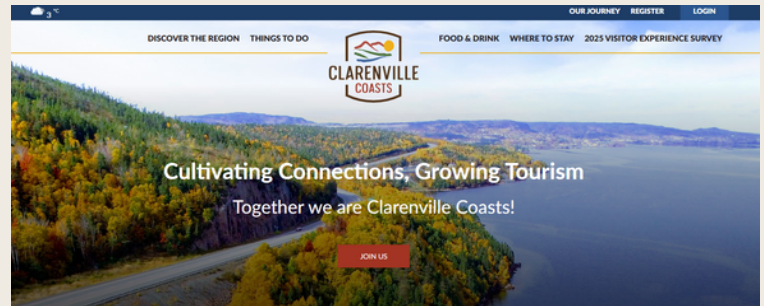 3 °C
OUR JOURNEY REGISTER LOGIN
DISCOVER THE REGION THINGS TO DO
CLARENVILLE
COASTS
FOOD & DRINK WHERE TO STAY 2025 VISITOR EXPERIENCE SURVEY
Cultivating Connections, Growing Tourism
Together we are Clarenville Coasts!
JOIN US